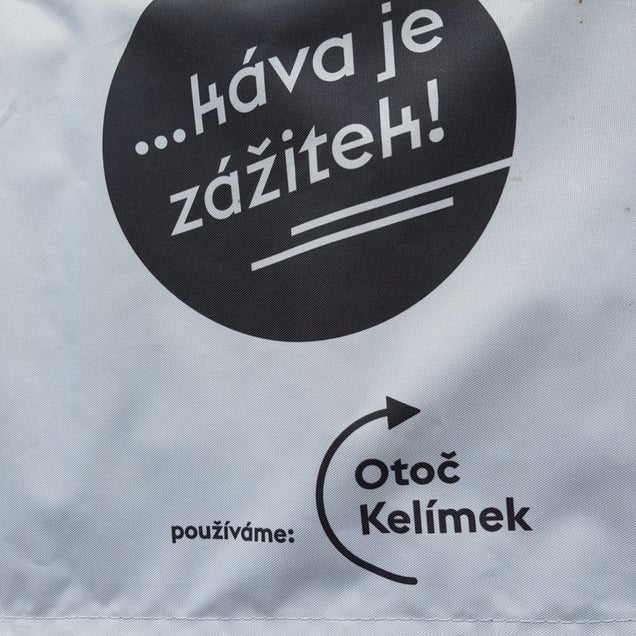 ...káva je
zážitek!
používáme:
Otoč
Kelímek